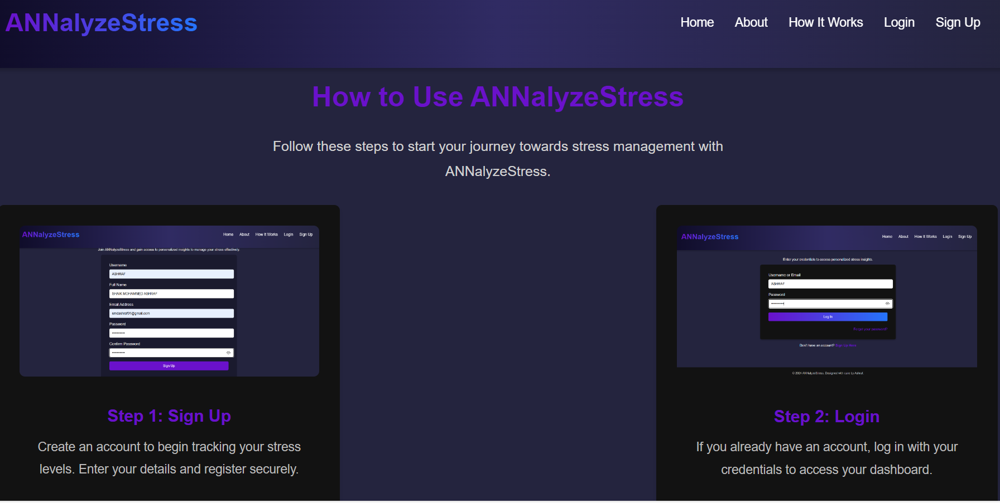 ANNalyzeStress
Home About How It Works Login Sign Up
How to Use ANNalyzeStress
Follow these steps to start your journey towards stress management with
ANNalyzeStress.
ANNalyzeStress
Home About How It Works Login Sign Up
Join ANNalyzeStress and gain access to personalized insights to manage your stress effectively.
Username
ASHRAF
Full Name
SHAIK MOHAMMED ASHRAF
Email Address
smdashraf01@gmail.com
Password
Confirm Password
Sign Up
Step 1: Sign Up
Create an account to begin tracking your stress
levels. Enter your details and register securely.
ANNalyzeStress
Home About How It Works Login Sign Up
Enter your credentials to access personalized stress insights.
Username or Email
ASHRAF
Password
Log In
Forgot your password?
Don't have an account? Sign Up Here
© 2024 ANNalyzeStress. Designed with care by Ashraf.
Step 2: Login
If you already have an account, log in with your
credentials to access your dashboard.